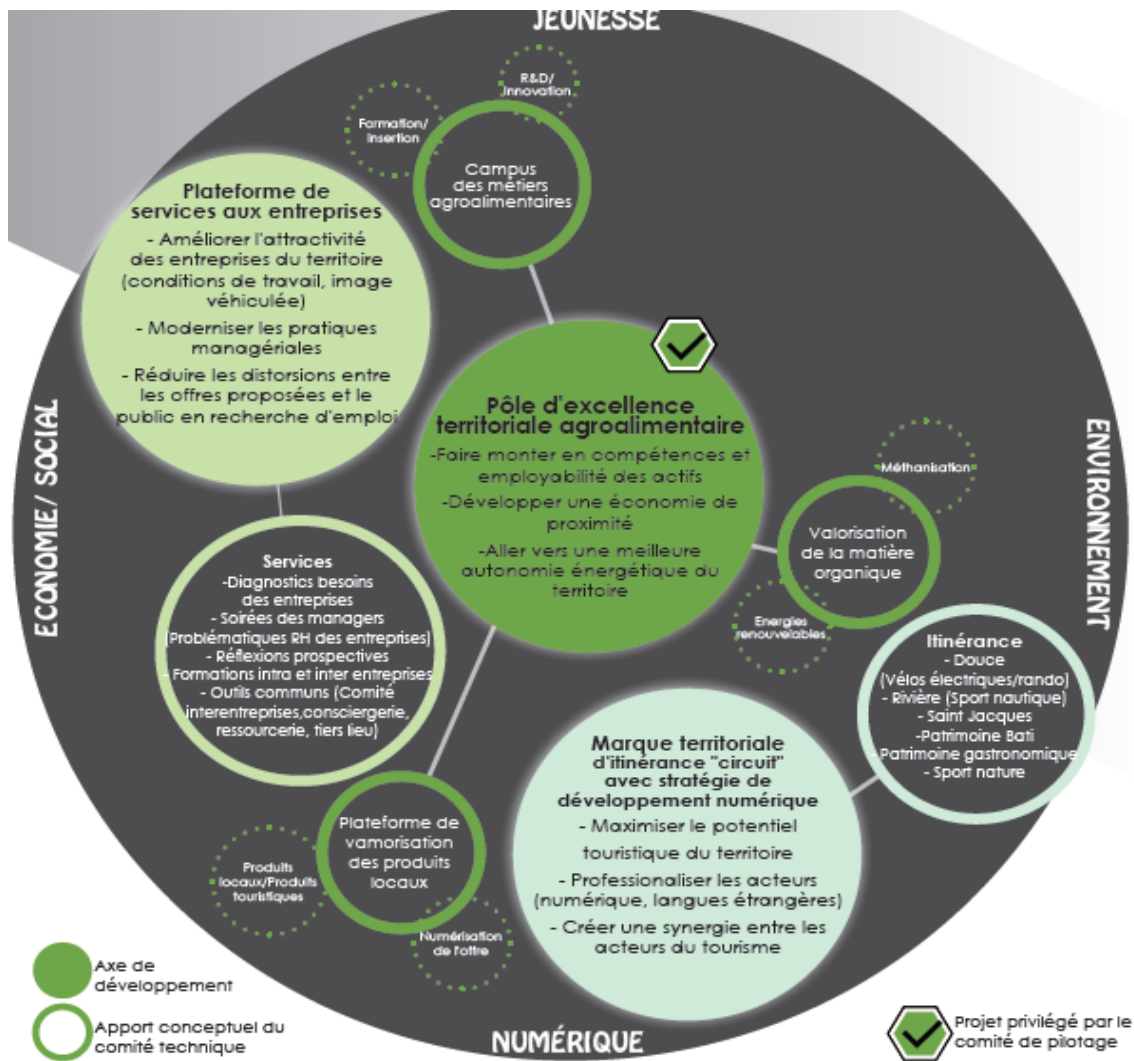 JEUNESSE
R&D/
Innovation
Formation/
Insertion
Campus
des métiers
agroalimentaires
Plateforme de
services aux entreprises
- Améliorer l'attractivité
des entreprises du territoire
(conditions de travail, image
véhiculée)
- Moderniser les pratiques
managériales
- Réduire les distorsions entre
les offres proposées et le
public en recherche d'emploi
ECONOMIE/ SOCIAL
Pôle d'excellence
territoriale agroalimentaire
-Faire monter en compétences et
employabilité des actifs
-Développer une économie de
proximité
-Aller vers une meilleure
autonomie énergétique du
territoire
ENVIRONNEMENT
Méthanisation
Valorisation
de la matière
organique
Energies
renouvelables
Services
-Diagnostics besoins
des entreprises
- Soirées des managers
(Problématiques RH des entreprises)
- Réflexions prospectives
- Formations intra et inter entreprises
- Outils communs (Comité
interentreprises,consciergerie,
ressourcerie, tiers lieu)
Itinérance
- Douce
(Vélos électriques/rando)
- Rivière (Sport nautique)
- Saint Jacques
-Patrimoine Bati
- Patrimoine gastronomique
- Sport nature
Marque territoriale
d'itinérance "circuit"
avec stratégie de
développement numérique
- Maximiser le potentiel
touristique du territoire
- Professionaliser les acteurs
(numérique, langues étrangères)
- Créer une synergie entre les
acteurs du tourisme
Plateforme de
vamorisation
des produits
locaux
Produits
locaux/Produits
touristiques
Numérisation
de l'offre
NUMÉRIQUE
Axe de
développement
Apport conceptuel du
comité technique
Projet privilégié par le
comité de pilotage